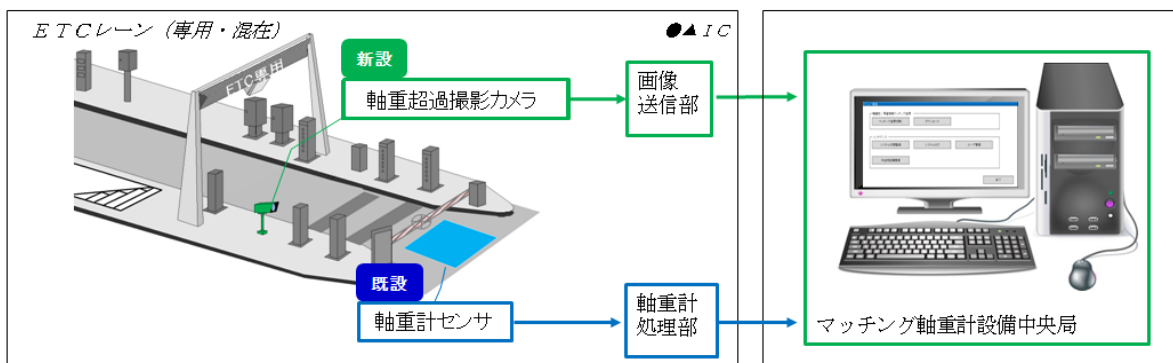 ＥＴＣレーン（専用・混在）
●▲ＩＣ
新設
軸重超過撮影カメラ
画像
送信部
ETC専用
既設
軸重計センサ
軸重計
処理部
マッチング軸重計設備中央局